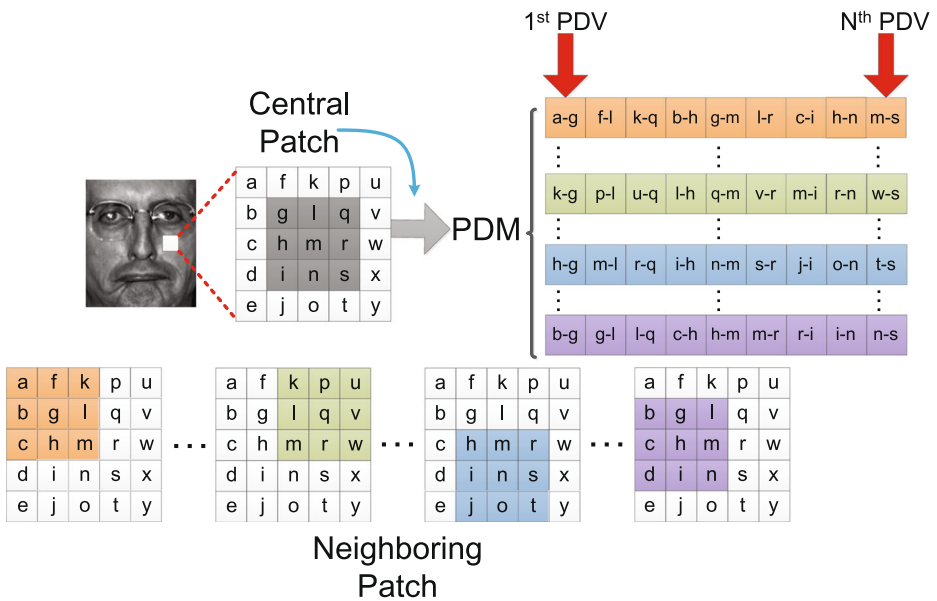 1st PDV
Nth PDV
Central
Patch
a-g f-l k-q b-h g-m l-r c-i h-n m-s
k-g p-l u-q l-h q-m v-r m-i r-n w-s
h-g m-l r-q i-h n-m s-r j-i o-n t-s
b-g g-l l-q c-h h-m m-r r-i i-n n-s
PDM
a f k p u
b g l q v
c h m r w
d i n s x
e j o t y
a f k p u
b g l q v
c h m r w
d i n s x
e j o t y
a f k p u
b g l q v
c h m r w
d i n s x
e j o t y
a f k p u
b g l q v
c h m r w
d i n s x
e j o t y
a f k p u
b g l q v
c h m r w
d i n s x
e j o t y
Neighboring
Patch